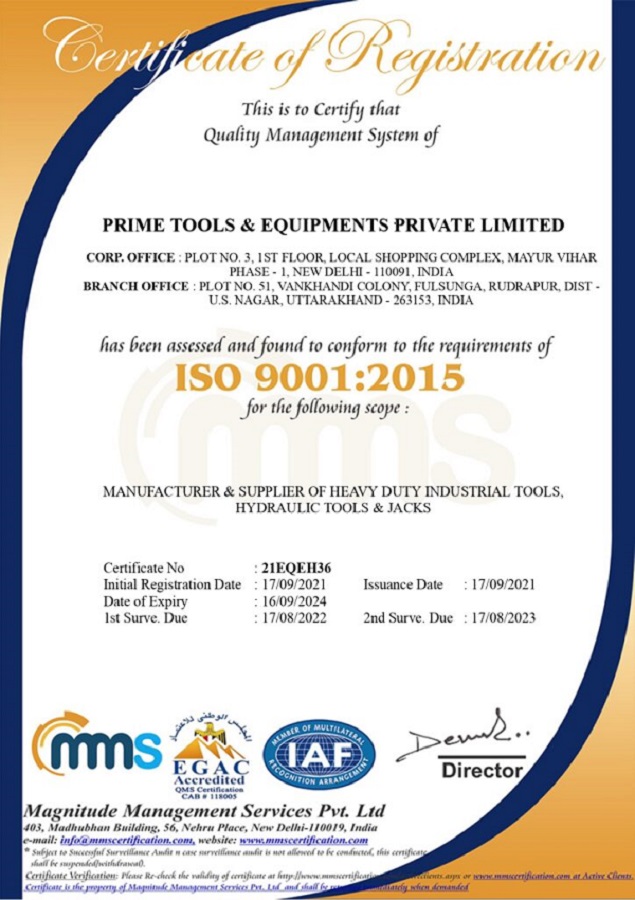 Certificate of Registration
This is to Certify that
Quality Management System of
PRIME TOOLS & EQUIPMENTS PRIVATE LIMITED
CORP. OFFICE : PLOT NO. 3, 1ST FLOOR, LOCAL SHOPPING COMPLEX, MAYUR VIHAR
PHASE - 1, NEW DELHI - 110091, INDIA
BRANCH OFFICE : PLOT NO. 51, VANKHANDI COLONY, FULSUNGA, RUDRAPUR, DIST -
U.S. NAGAR, UTTARAKHAND - 263153, INDIA
has been assessed and found to conform to the requirements of
ISO 9001:2015
for the following scope :
mms
MANUFACTURER & SUPPLIER OF HEAVY DUTY INDUSTRIAL TOOLS,
HYDRAULIC TOOLS & JACKS
Certificate No : 21EQEH36
Initial Registration Date : 17/09/2021 Issuance Date : 17/09/2021
Date of Expiry : 16/09/2024
1st Surve. Due : 17/08/2022 2nd Surve. Due : 17/08/2023
mms
المجلس الوطني للاعتماد
EGAC
Accredited
QMS Certification
CAB # 118005
MEMBER OF MULTILATERAL
IAF
RECOGNITION ARRANGEMENT
Director
Magnitude Management Services Pvt. Ltd
403, Madhubhan Building, 56, Nehru Place, New Delhi-110019, India
e-mail: info@mmscertification.com, website: www.mmscertification.com
* Subject to Successful Surveillance Audit n case surveillance audit is not allowed to be conducted, this certificate
shall be suspended(withdrawal).
Certificate Verification: Please Re-check the validity of certificate at http://www.mmscertific clients.aspx or www.mmscertification.com at Active Clients.
Certificate is the property of Magnitude Management Services Pvt. Ltd and shall be when demanded